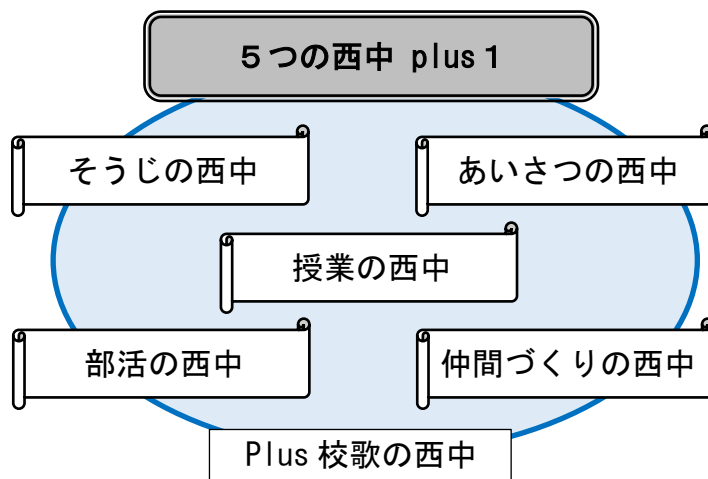 ５つの西中 plus１
そうじの西中
あいさつの西中
授業の西中
部活の西中
仲間づくりの西中
Plus 校歌の西中